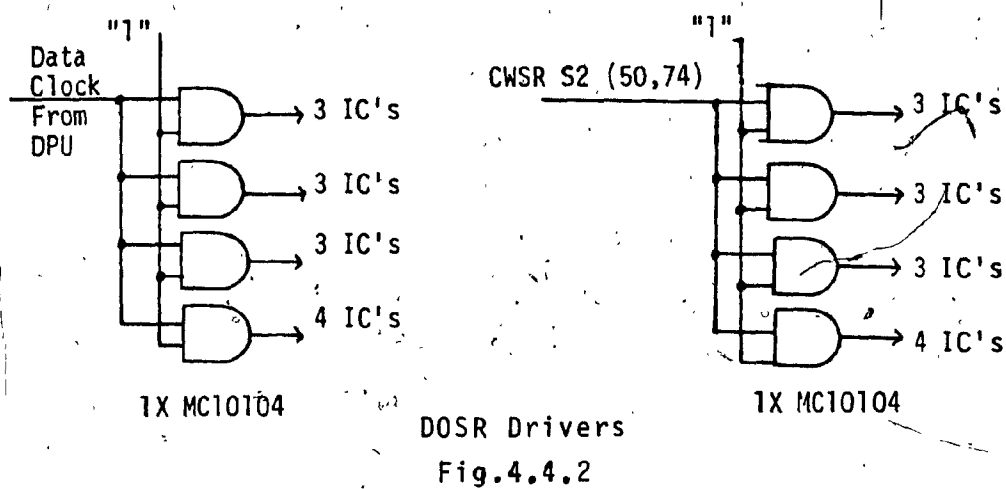 "1"
Data
Clock
From
DPU
3 IC's
3 IC's
3 IC's
4 IC's
1X MC10104
"1"
CWSR S2 (50,74)
3 IC's
3 IC's
3 IC's
4 IC's
1X MC10104
DOSR Drivers
Fig.4.4.2